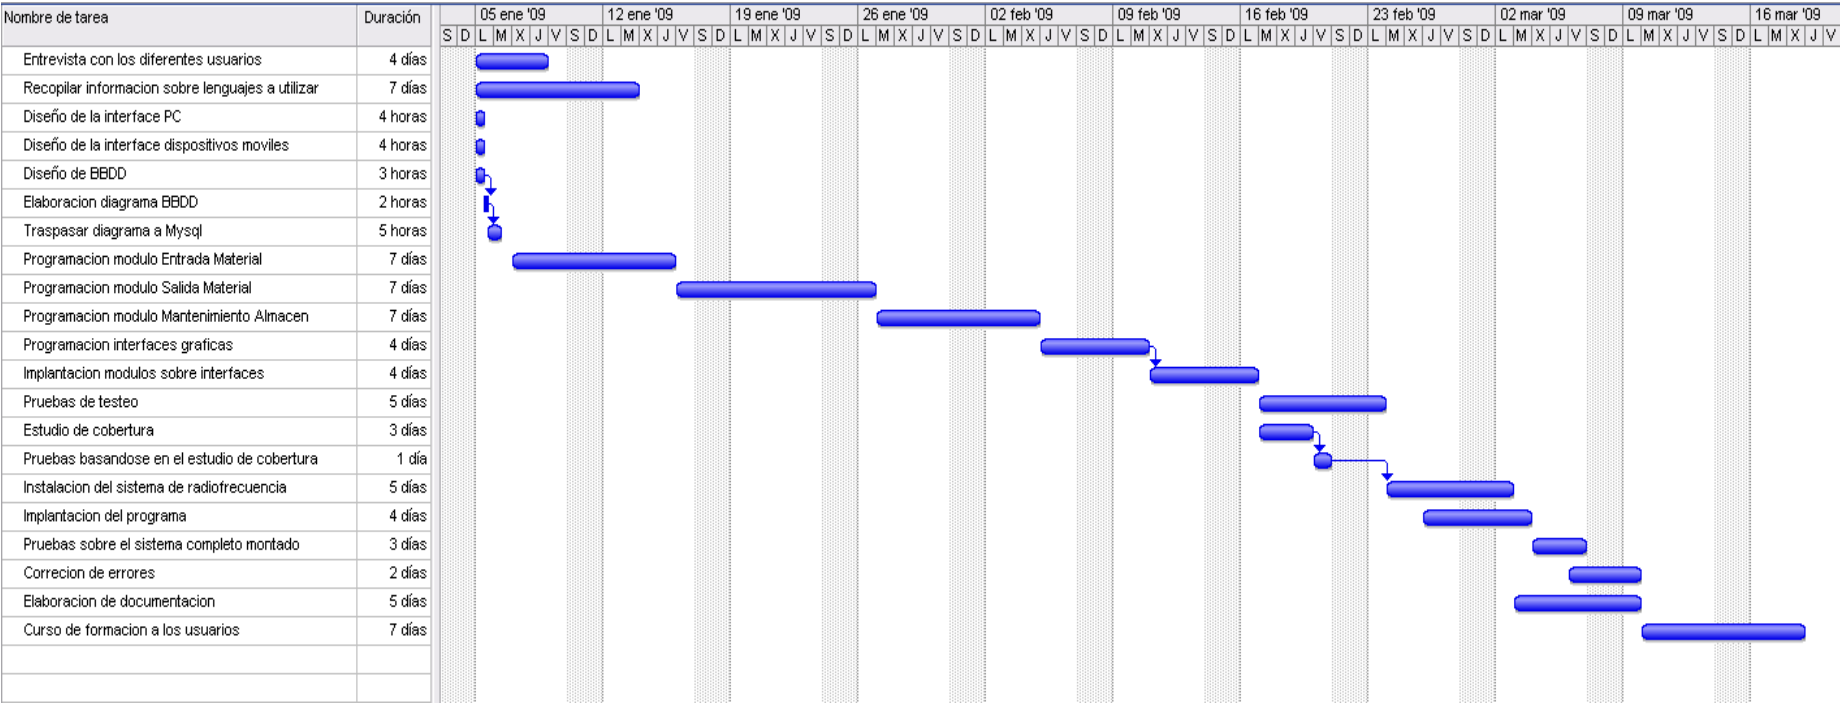 Nombre de tarea Duración 05 ene '09 12 ene '09 19 ene '09 26 ene '09 02 feb '09 09 feb '09 16 feb '09 23 feb '09 02 mar '09 09 mar '09 16 mar '09
S D L M X J V S D L M X J V S D L M X J V S D L M X J V S D L M X J V S D L M X J V S D L M X J V S D L M X J V S D L M X J V S D L M X J V S D L M X J V
Entrevista con los diferentes usuarios 4 días
Recopilar informacion sobre lenguajes a utilizar 7 días
Diseño de la interface PC 4 horas
Diseño de la interface dispositivos moviles 4 horas
Diseño de BBDD 3 horas
Elaboracion diagrama BBDD 2 horas
Traspasar diagrama a Mysql 5 horas
Programacion modulo Entrada Material 7 días
Programacion modulo Salida Material 7 días
Programacion modulo Mantenimiento Almacen 7 días
Programacion interfaces graficas 4 días
Implantacion modulos sobre interfaces 4 días
Pruebas de testeo 5 días
Estudio de cobertura 3 días
Pruebas basandose en el estudio de cobertura 1 día
Instalacion del sistema de radiofrecuencia 5 días
Implantacion del programa 4 días
Pruebas sobre el sistema completo montado 3 días
Correcion de errores 2 días
Elaboracion de documentacion 5 días
Curso de formacion a los usuarios 7 días